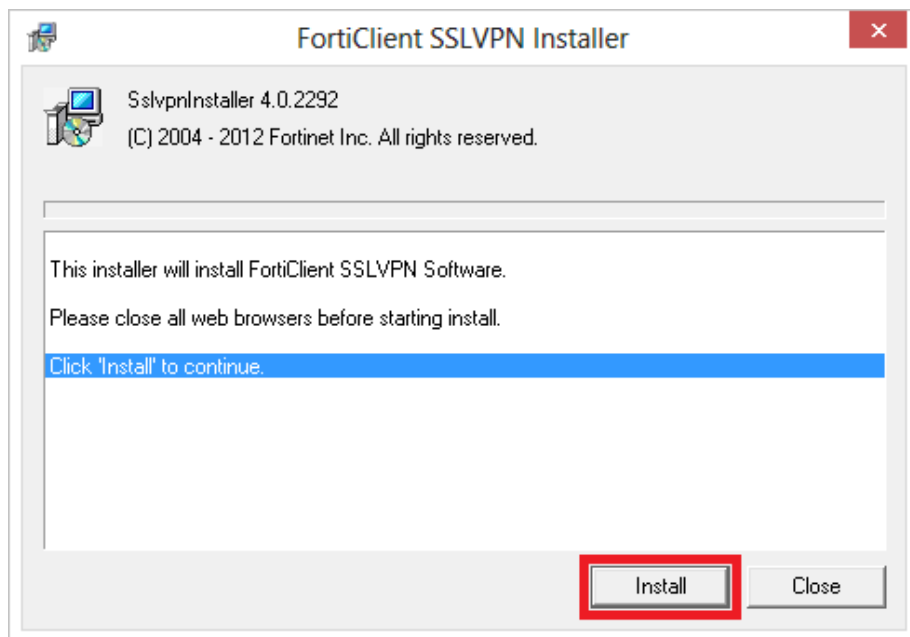 FortiClient SSLVPN Installer
SslvpnInstaller 4.0.2292
(C) 2004 - 2012 Fortinet Inc. All rights reserved.
This installer will install FortiClient SSLVPN Software.
Please close all web browsers before starting install.
Click 'Install' to continue.
Install
Close